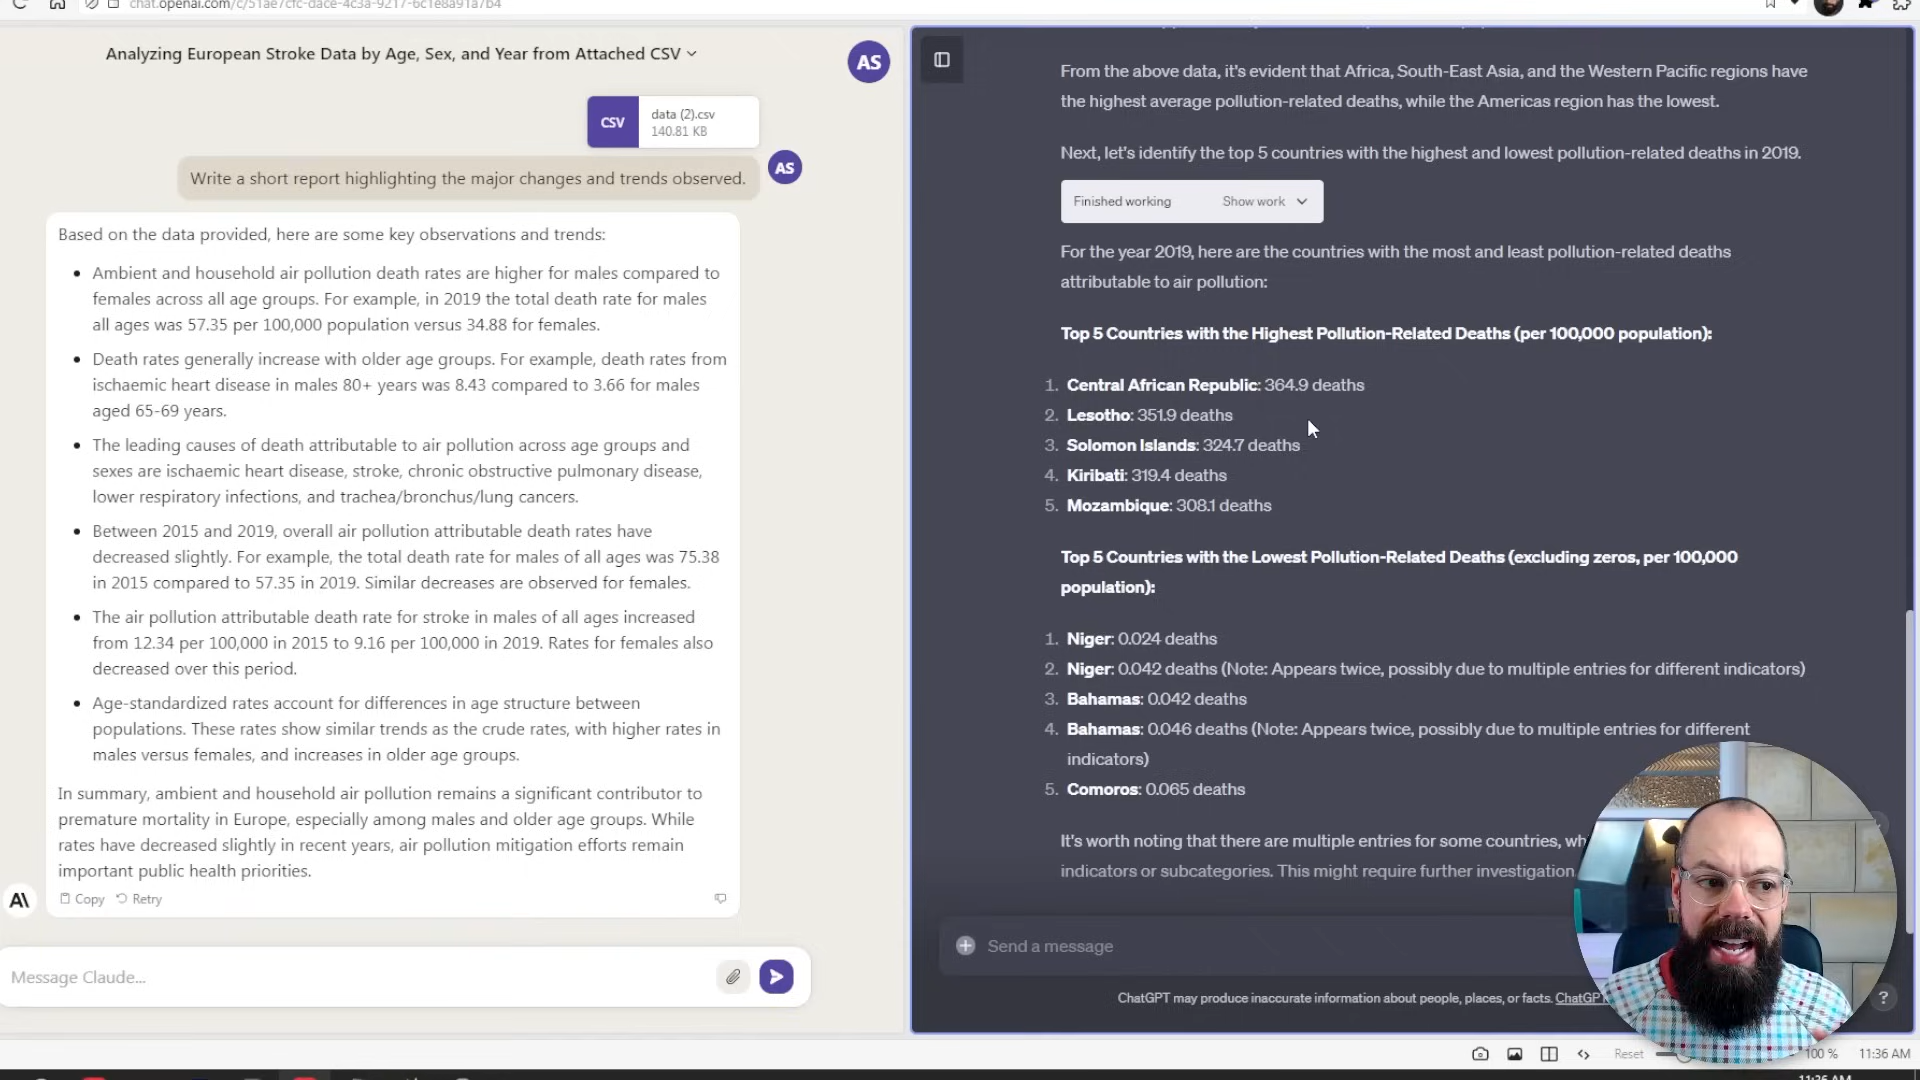 chat.openai.com/c/51ae7cfc-dace-4c3a-9217-6c1e8a91a7b4
Analyzing European Stroke Data by Age, Sex, and Year from Attached CSV
AS
CSV
data (2).csv
140.81 KB
Write a short report highlighting the major changes and trends observed.
AS
Based on the data provided, here are some key observations and trends:
• Ambient and household air pollution death rates are higher for males compared to
females across all age groups. For example, in 2019 the total death rate for males
all ages was 57.35 per 100,000 population versus 34.88 for females.
• Death rates generally increase with older age groups. For example, death rates from
ischaemic heart disease in males 80+ years was 8.43 compared to 3.66 for males
aged 65-69 years.
• The leading causes of death attributable to air pollution across age groups and
sexes are ischaemic heart disease, stroke, chronic obstructive pulmonary disease,
lower respiratory infections, and trachea/bronchus/lung cancers.
• Between 2015 and 2019, overall air pollution attributable death rates have
decreased slightly. For example, the total death rate for males of all ages was 75.38
in 2015 compared to 57.35 in 2019. Similar decreases are observed for females.
• The air pollution attributable death rate for stroke in males of all ages increased
from 12.34 per 100,000 in 2015 to 9.16 per 100,000 in 2019. Rates for females also
decreased over this period.
• Age-standardized rates account for differences in age structure between
populations. These rates show similar trends as the crude rates, with higher rates in
males versus females, and increases in older age groups.
In summary, ambient and household air pollution remains a significant contributor to
premature mortality in Europe, especially among males and older age groups. While
rates have decreased slightly in recent years, air pollution mitigation efforts remain
important public health priorities.
A\
Copy Retry
Message Claude...
From the above data, it's evident that Africa, South-East Asia, and the Western Pacific regions have
the highest average pollution-related deaths, while the Americas region has the lowest.
Next, let's identify the top 5 countries with the highest and lowest pollution-related deaths in 2019.
Finished working Show work
For the year 2019, here are the countries with the most and least pollution-related deaths
attributable to air pollution:
Top 5 Countries with the Highest Pollution-Related Deaths (per 100,000 population):
1. Central African Republic: 364.9 deaths
2. Lesotho: 351.9 deaths
3. Solomon Islands: 324.7 deaths
4. Kiribati: 319.4 deaths
5. Mozambique: 308.1 deaths
Top 5 Countries with the Lowest Pollution-Related Deaths (excluding zeros, per 100,000
population):
1. Niger: 0.024 deaths
2. Niger: 0.042 deaths (Note: Appears twice, possibly due to multiple entries for different indicators)
3. Bahamas: 0.042 deaths
4. Bahamas: 0.046 deaths (Note: Appears twice, possibly due to multiple entries for different
indicators)
5. Comoros: 0.065 deaths
It's worth noting that there are multiple entries for some countries, wh
indicators or subcategories. This might require further investigation
Send a message
ChatGPT may produce inaccurate information about people, places, or facts. ChatGPT
?
Reset 100 % 11:36 AM